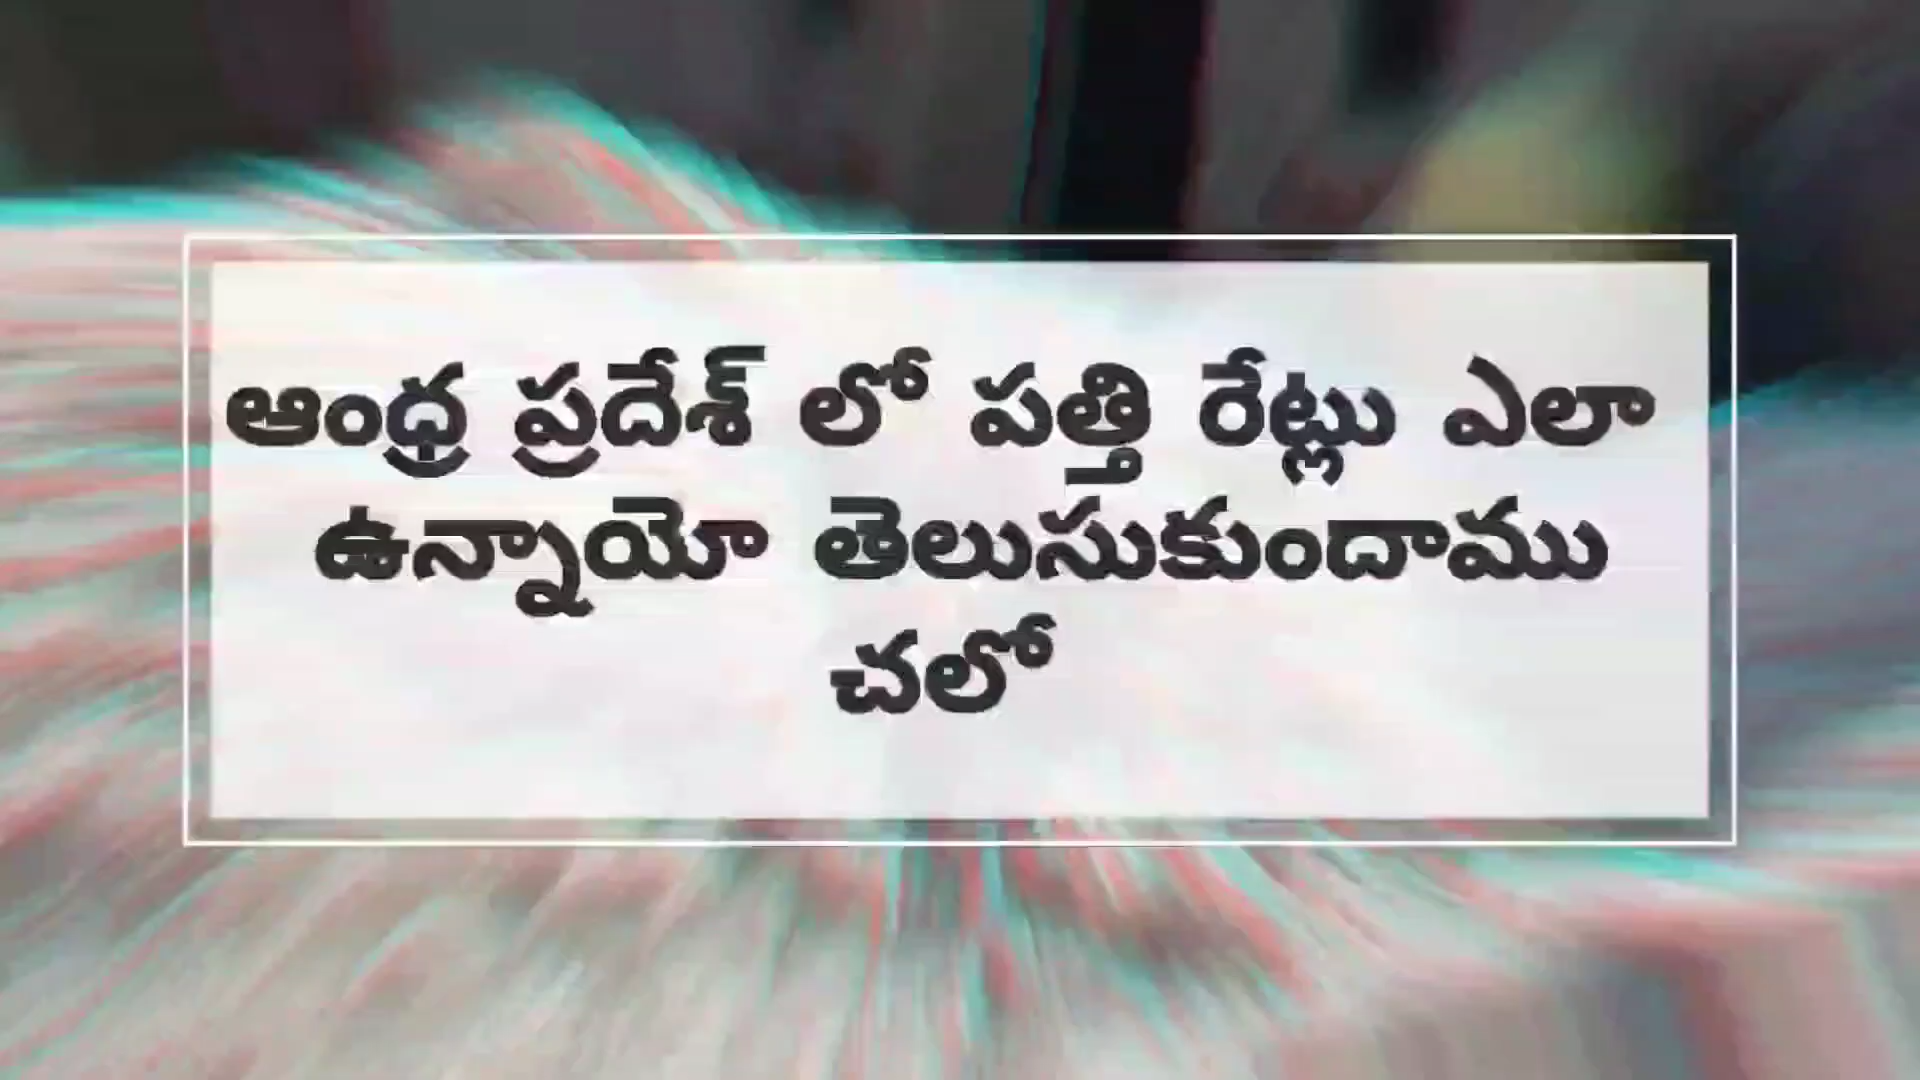 ఆంధ్ర ప్రదేశ్ లో పత్తి రేట్లు ఎలా
ఉన్నాయో తెలుసుకుందాము
చలో